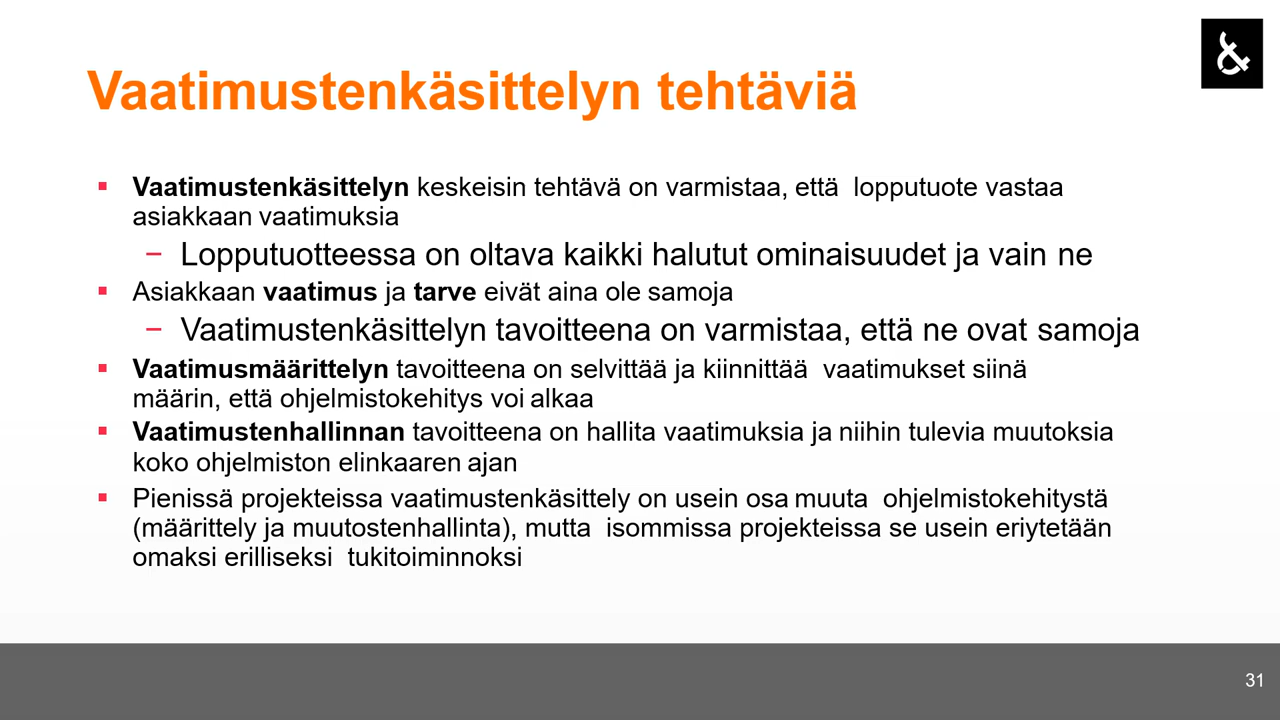 &
Vaatimustenkäsittelyn tehtäviä
▪ Vaatimustenkäsittelyn keskeisin tehtävä on varmistaa, että lopputuote vastaa
asiakkaan vaatimuksia
− Lopputuotteessa on oltava kaikki halutut ominaisuudet ja vain ne
▪ Asiakkaan vaatimus ja tarve eivät aina ole samoja
− Vaatimustenkäsittelyn tavoitteena on varmistaa, että ne ovat samoja
▪ Vaatimusmäärittelyn tavoitteena on selvittää ja kiinnittää vaatimukset siinä
määrin, että ohjelmistokehitys voi alkaa
▪ Vaatimustenhallinnan tavoitteena on hallita vaatimuksia ja niihin tulevia muutoksia
koko ohjelmiston elinkaaren ajan
▪ Pienissä projekteissa vaatimustenkäsittely on usein osa muuta ohjelmistokehitystä
(määrittely ja muutostenhallinta), mutta isommissa projekteissa se usein eriytetään
omaksi erilliseksi tukitoiminnoksi
31